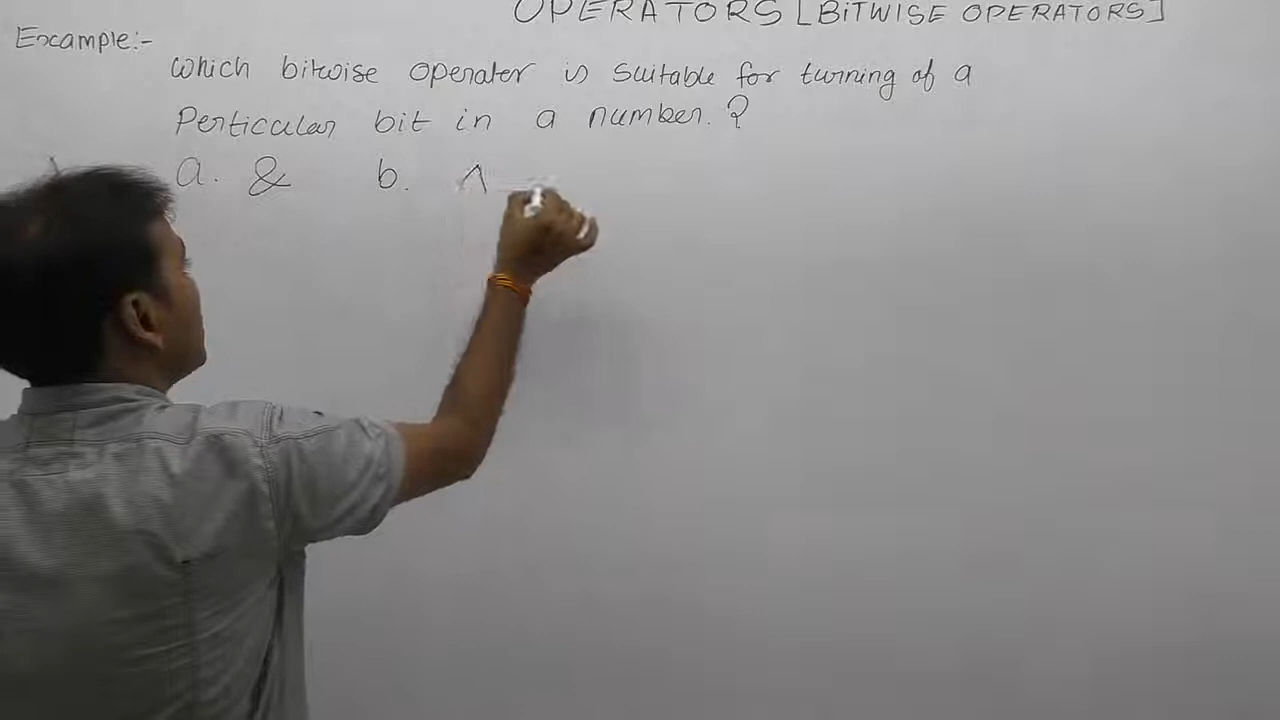 OPERATORS [BITWISE OPERATORS]
Example:-
which bitwise operater is suitable for turning of a
Perticular bit in a number.?
a. & b. ^